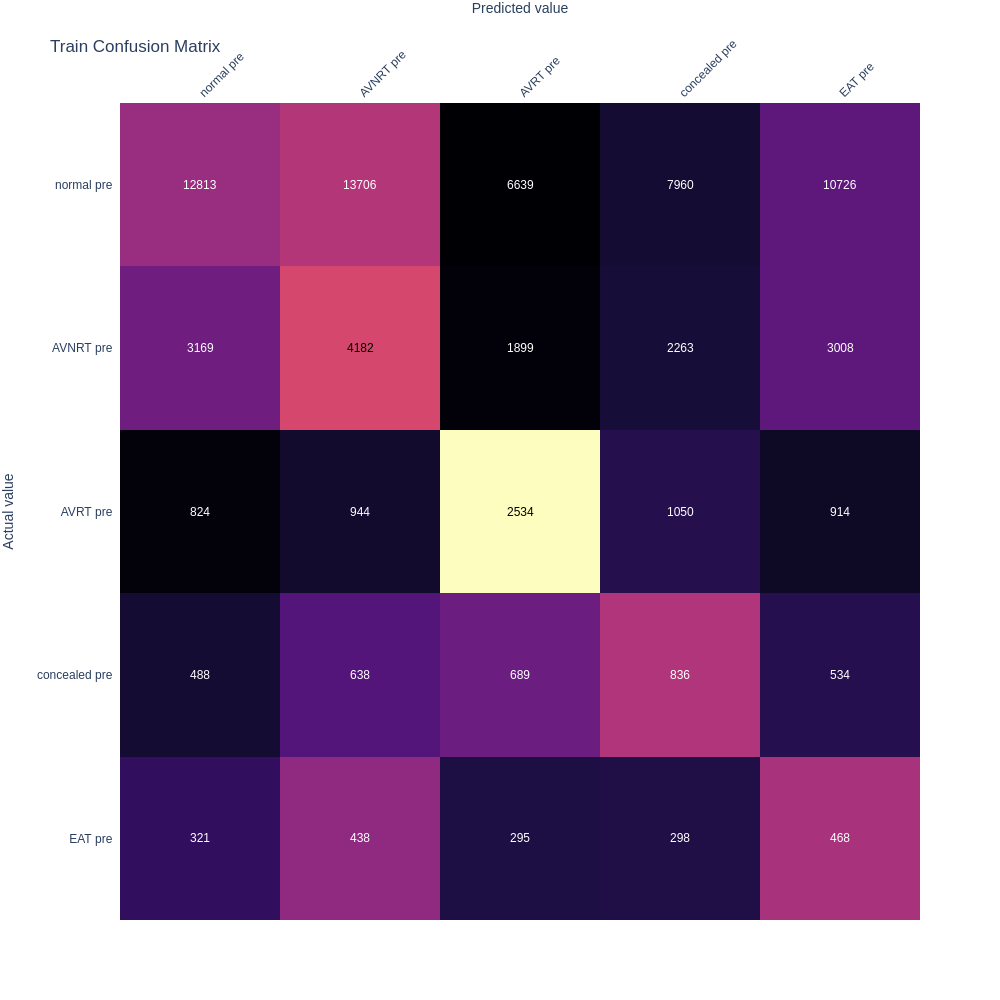 Predicted value
Train Confusion Matrix
normal pre AVNRT pre AVRT pre concealed pre EAT pre
normal pre 12813 13706 6639 7960 10726
AVNRT pre 3169 4182 1899 2263 3008
AVRT pre 824 944 2534 1050 914
concealed pre 488 638 689 836 534
EAT pre 321 438 295 298 468
Actual value